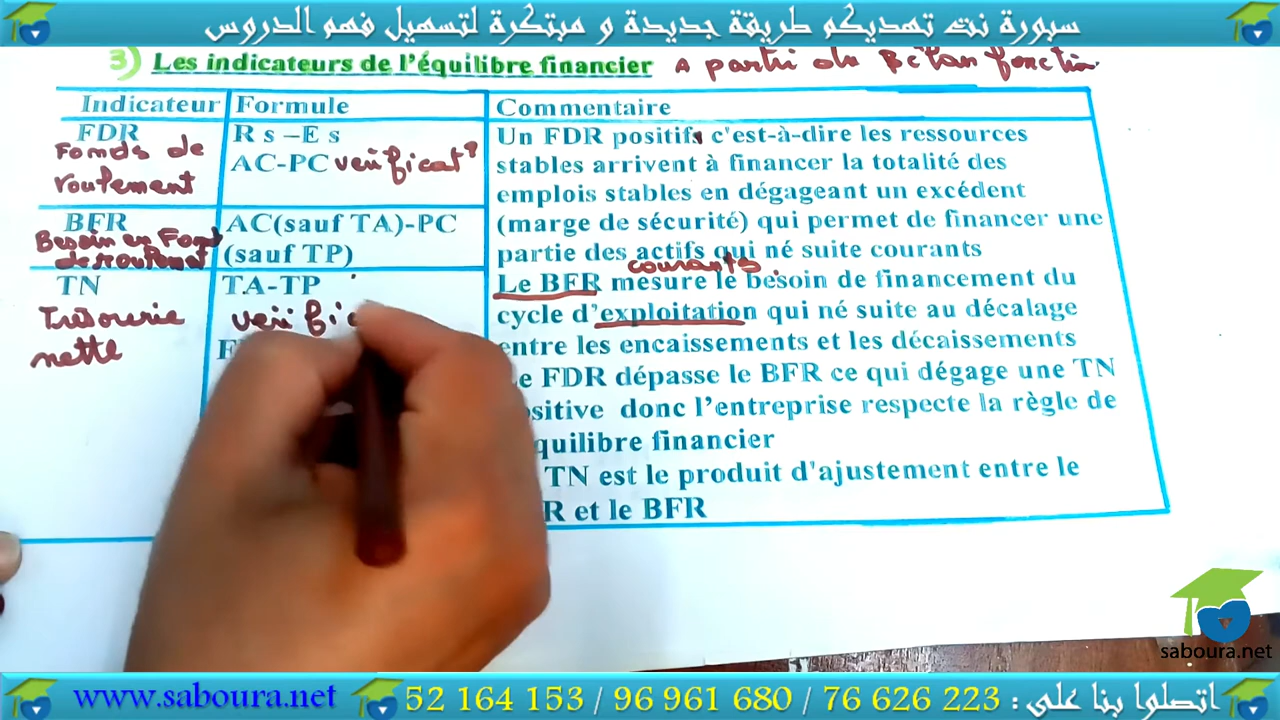 سبورة نت تهديكم طريقة جديدة و مبتكرة لتسهيل فهم الدروس
3) Les indicateurs de l'équilibre financier A partir du Bilan fonction.
Indicateur Formule Commentaire
FDR
Fonds de
roulement
R s –E s
AC-PC verificat°
Un FDR positifs c'est-à-dire les ressources
stables arrivent à financer la totalité des
emplois stables en dégageant un excédent
(marge de sécurité) qui permet de financer une
partie des actifs qui né suite courants
courants
BFR
Besoin en Fond
de roulement
AC(sauf TA)-PC
(sauf TP)
Le BFR mesure le besoin de financement du
cycle d'exploitation qui né suite au décalage
entre les encaissements et les décaissements
TN
Trésourie
nette
TA-TP
verific
F
Le FDR dépasse le BFR ce qui dégage une TN
positive donc l'entreprise respecte la règle de
quilibre financier
TN est le produit d'ajustement entre le
R et le BFR
saboura.net
www.saboura.net 52 164 153 / 96 961 680 / 76 626 223 : اتصلوا بنا على